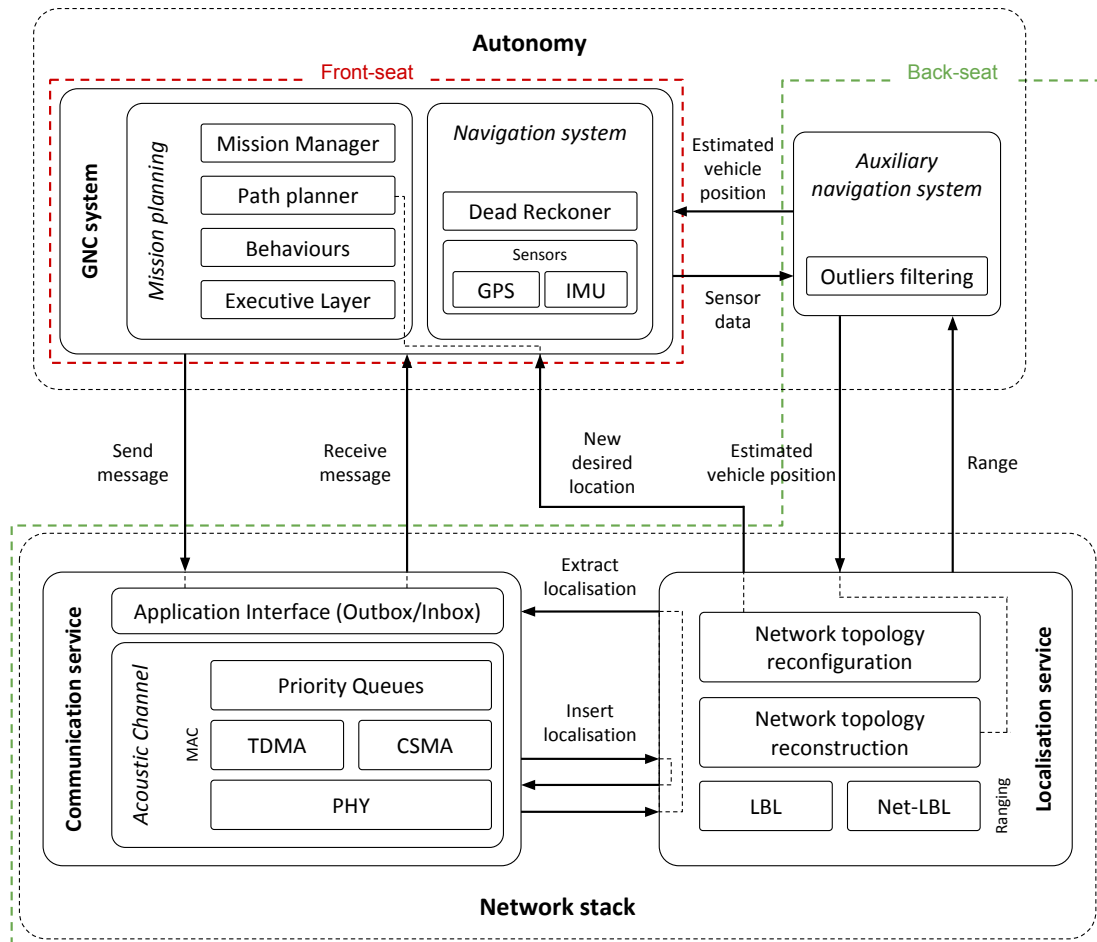 Autonomy
Front-seat
Back-seat
GNC system
Mission planning
Mission Manager
Path planner
Behaviours
Executive Layer
Navigation system
Dead Reckoner
Sensors
GPS
IMU
Estimated
vehicle
position
Sensor
data
Auxiliary
navigation system
Outliers filtering
Send
message
Receive
message
New
desired
location
Estimated
vehicle position
Range
Communication service
Application Interface (Outbox/Inbox)
Acoustic Channel
Priority Queues
MAC
TDMA
CSMA
PHY
Extract
localisation
Insert
localisation
Network topology
reconfiguration
Network topology
reconstruction
LBL
Net-LBL
Ranging
Localisation service
Network stack